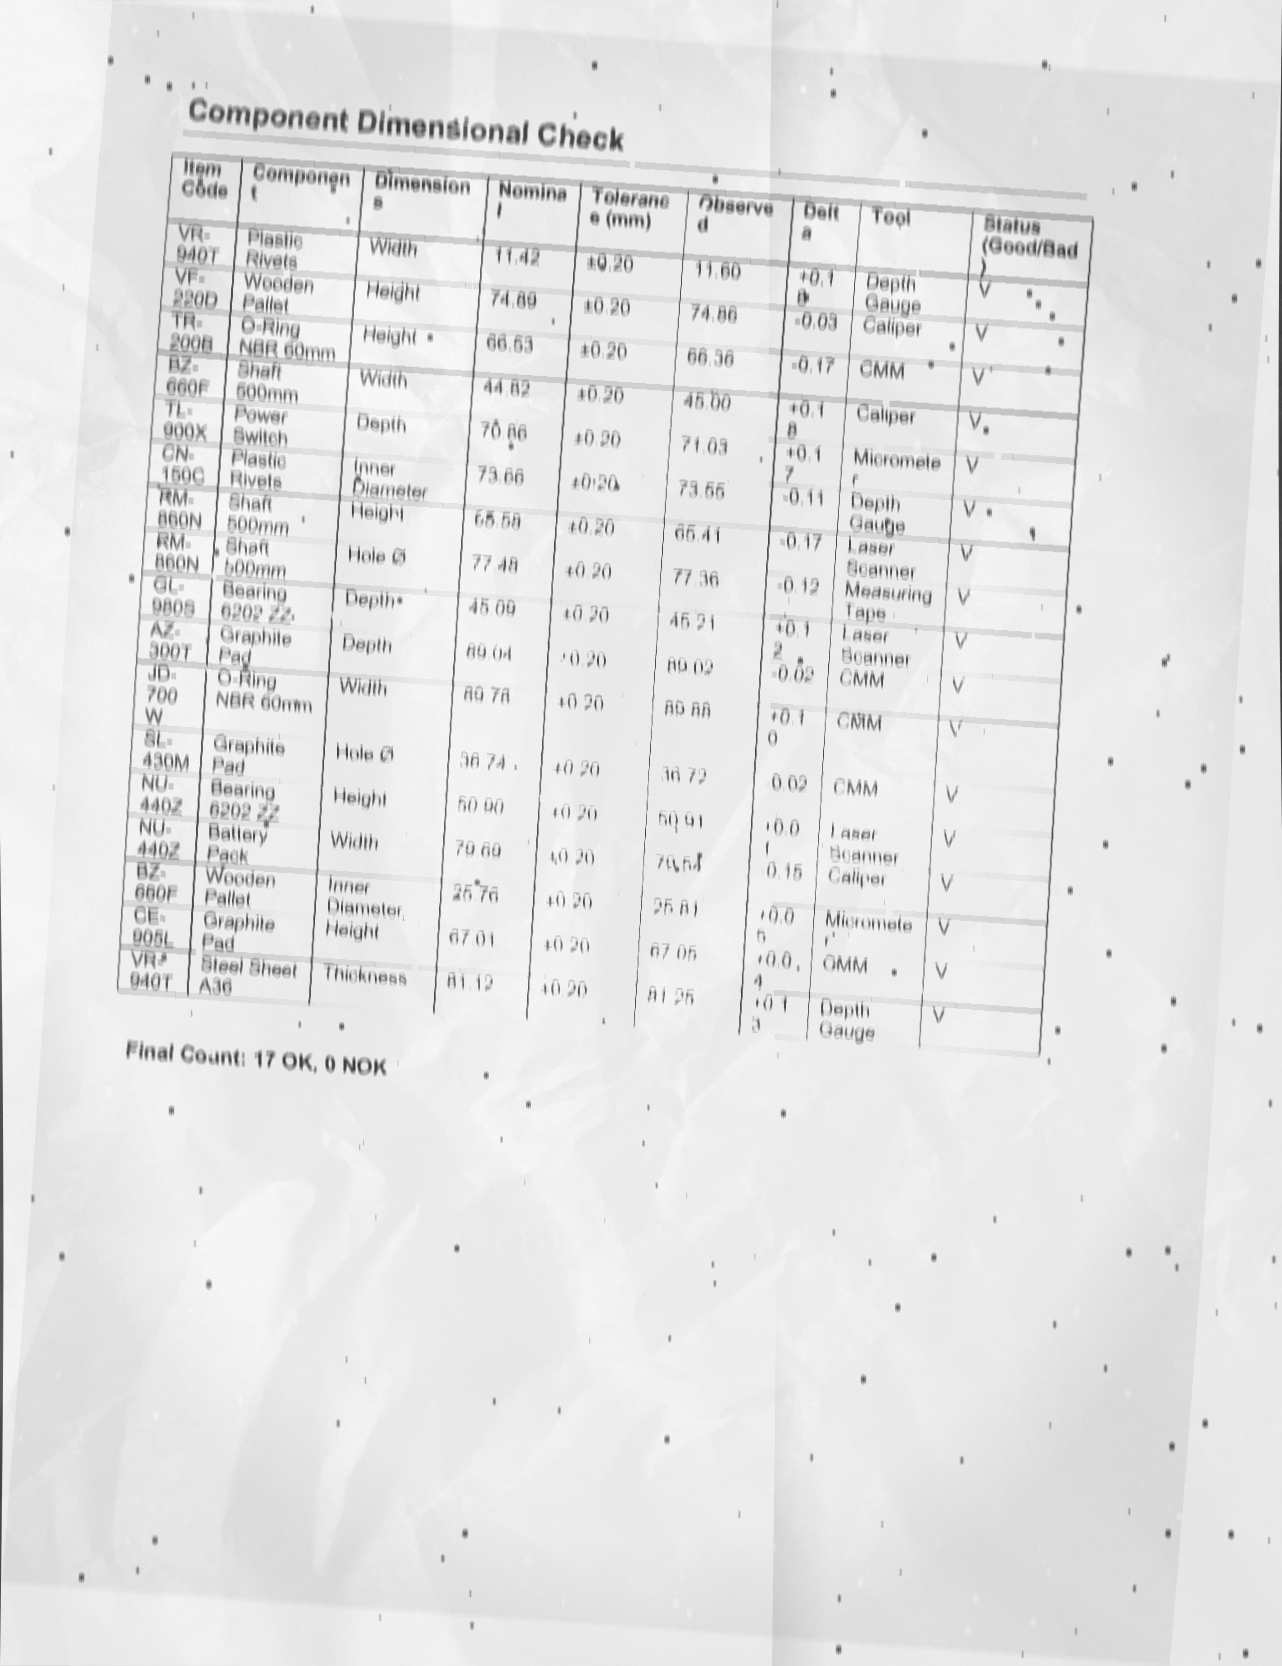 Component Dimensional Check
Item Code Component Dimensions Nominal Tolerance (mm) Observed Delta Tool Status (Good/Bad)
VR-940T Plastic Rivets Width 11.42 ±0.20 11.60 +0.18 Depth Gauge V
VF-220D Wooden Pallet Height 74.89 ±0.20 74.86 -0.03 Caliper V
TR-200B O-Ring NBR 60mm Height 66.53 ±0.20 66.36 -0.17 CMM V
BZ-660F Shaft 500mm Width 44.82 ±0.20 45.00 +0.18 Caliper V
TL-900X Power Switch Depth 70.86 ±0.20 71.03 +0.17 Micrometer V
CN-150C Plastic Rivets Inner Diameter 73.66 ±0.20 73.55 -0.11 Depth Gauge V
RM-860N Shaft 500mm Height 65.58 ±0.20 65.41 -0.17 Laser Scanner V
RM-860N Shaft 500mm Hole Ø 77.48 ±0.20 77.36 -0.12 Measuring Tape V
GL-980S Bearing 6202 ZZ Depth 45.09 ±0.20 45.21 +0.12 Laser Scanner V
AZ-300T Graphite Pad Depth 89.04 ±0.20 89.02 -0.02 CMM V
JD-700W O-Ring NBR 60mm Width 89.78 ±0.20 89.88 +0.10 CMM V
SL-430M Graphite Pad Hole Ø 36.74 ±0.20 36.72 -0.02 CMM V
NU-440Z Bearing 6202 ZZ Height 50.90 ±0.20 50.91 +0.01 Laser Scanner V
NU-440Z Battery Pack Width 79.69 ±0.20 79.54 -0.15 Caliper V
BZ-660F Wooden Pallet Inner Diameter 25.76 ±0.20 25.81 +0.05 Micrometer V
CE-905L Graphite Pad Height 67.01 ±0.20 67.05 +0.04 CMM V
VR-940T Steel Sheet A36 Thickness 81.12 ±0.20 81.25 +0.13 Depth Gauge V
Final Count: 17 OK, 0 NOK